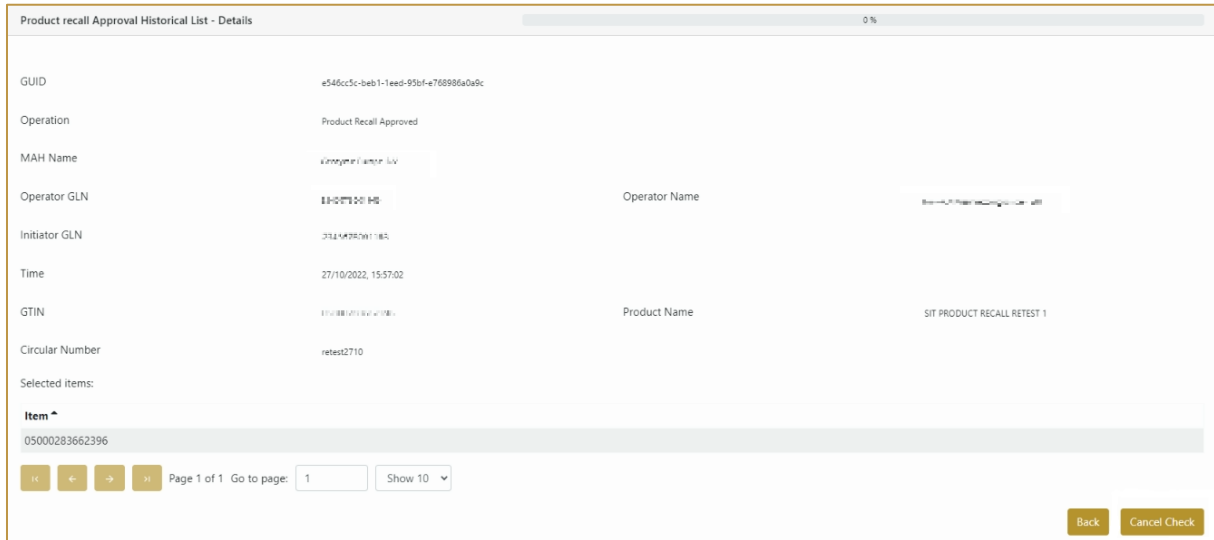 Product recall Approval Historical List - Details 0 %
GUID e546cc5c-beb1-1eed-95bf-e768986a0a9c
Operation Product Recall Approved
MAH Name
Operator GLN Operator Name
Initiator GLN
Time 27/10/2022, 15:57:02
GTIN Product Name SIT PRODUCT RECALL RETEST 1
Circular Number retest2710
Selected items:
Item
05000283662396
Page 1 of 1 Go to page: 1 Show 10
Back Cancel Check